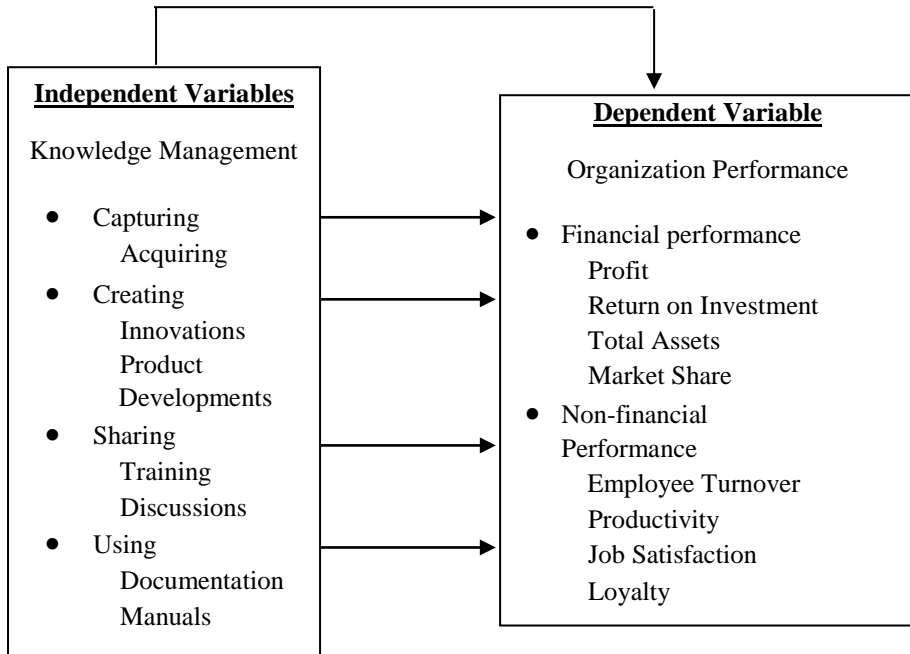 Independent Variables
Knowledge Management
• Capturing
Acquiring
• Creating
Innovations
Product
Developments
• Sharing
Training
Discussions
• Using
Documentation
Manuals
Dependent Variable
Organization Performance
• Financial performance
Profit
Return on Investment
Total Assets
Market Share
• Non-financial
Performance
Employee Turnover
Productivity
Job Satisfaction
Loyalty